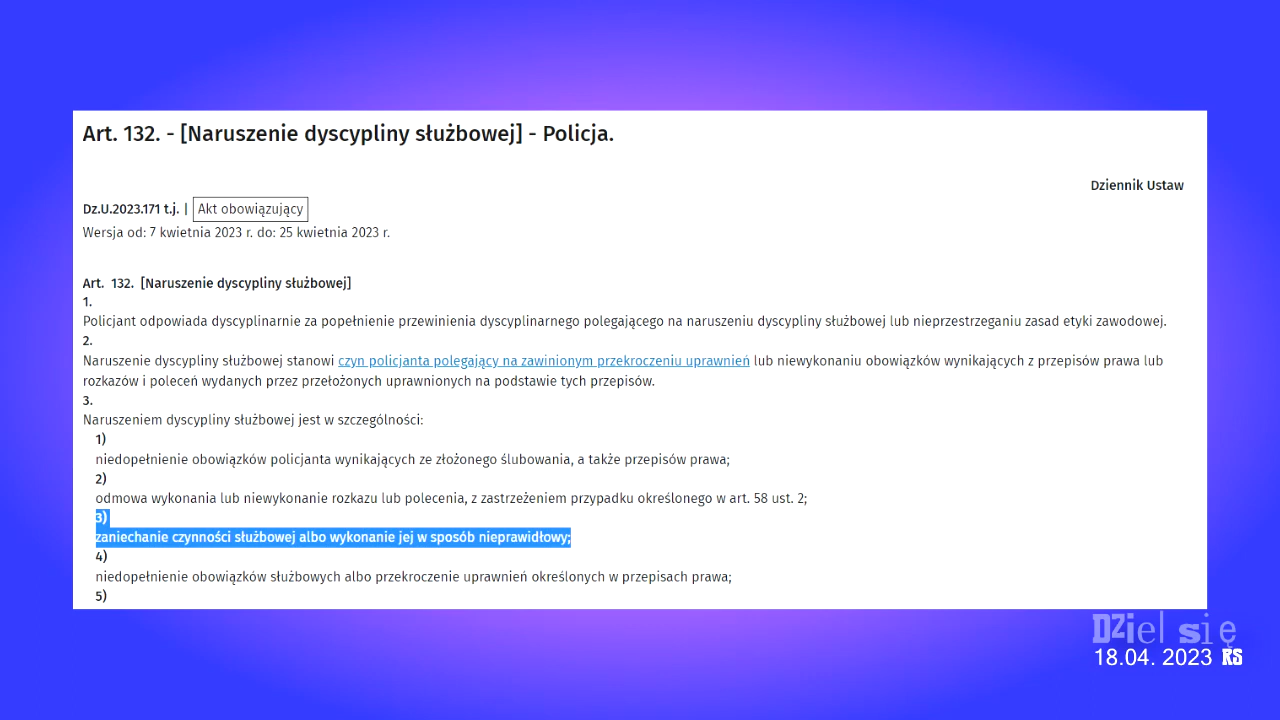 Art. 132. - [Naruszenie dyscypliny służbowej] - Policja.
Dziennik Ustaw
Dz.U.2023.171 t.j. | Akt obowiązujący
Wersja od: 7 kwietnia 2023 r. do: 25 kwietnia 2023 r.
Art. 132. [Naruszenie dyscypliny służbowej]
1.
Policjant odpowiada dyscyplinarnie za popełnienie przewinienia dyscyplinarnego polegającego na naruszeniu dyscypliny służbowej lub nieprzestrzeganiu zasad etyki zawodowej.
2.
Naruszenie dyscypliny służbowej stanowi czyn policjanta polegający na zawinionym przekroczeniu uprawnień lub niewykonaniu obowiązków wynikających z przepisów prawa lub
rozkazów i poleceń wydanych przez przełożonych uprawnionych na podstawie tych przepisów.
3.
Naruszeniem dyscypliny służbowej jest w szczególności:
1)
niedopełnienie obowiązków policjanta wynikających ze złożonego ślubowania, a także przepisów prawa;
2)
odmowa wykonania lub niewykonanie rozkazu lub polecenia, z zastrzeżeniem przypadku określonego w art. 58 ust. 2;
3)
zaniechanie czynności służbowej albo wykonanie jej w sposób nieprawidłowy;
4)
niedopełnienie obowiązków służbowych albo przekroczenie uprawnień określonych w przepisach prawa;
5)
Dziel się
18.04. 2023 RS